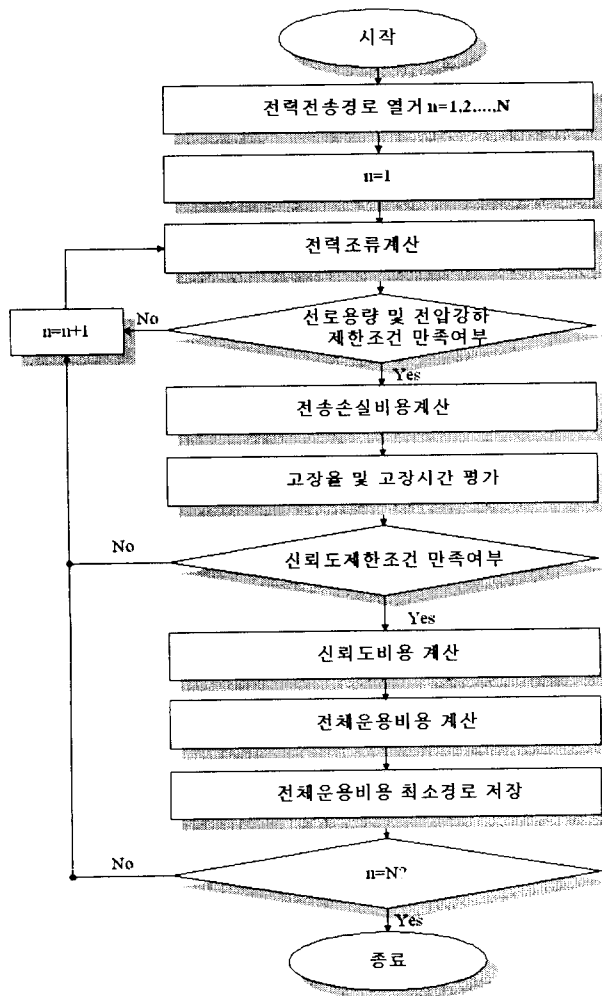 시작
전력전송경로 열거 n=1,2,...,N
n=1
전력조류계산
n=n+1
No
선로용량 및 전압강하
제한조건 만족여부
Yes
전송손실비용계산
고장율 및 고장시간 평가
No
신뢰도제한조건 만족여부
Yes
신뢰도비용 계산
전체운용비용 계산
전체운용비용 최소경로 저장
No
n=N?
Yes
종료